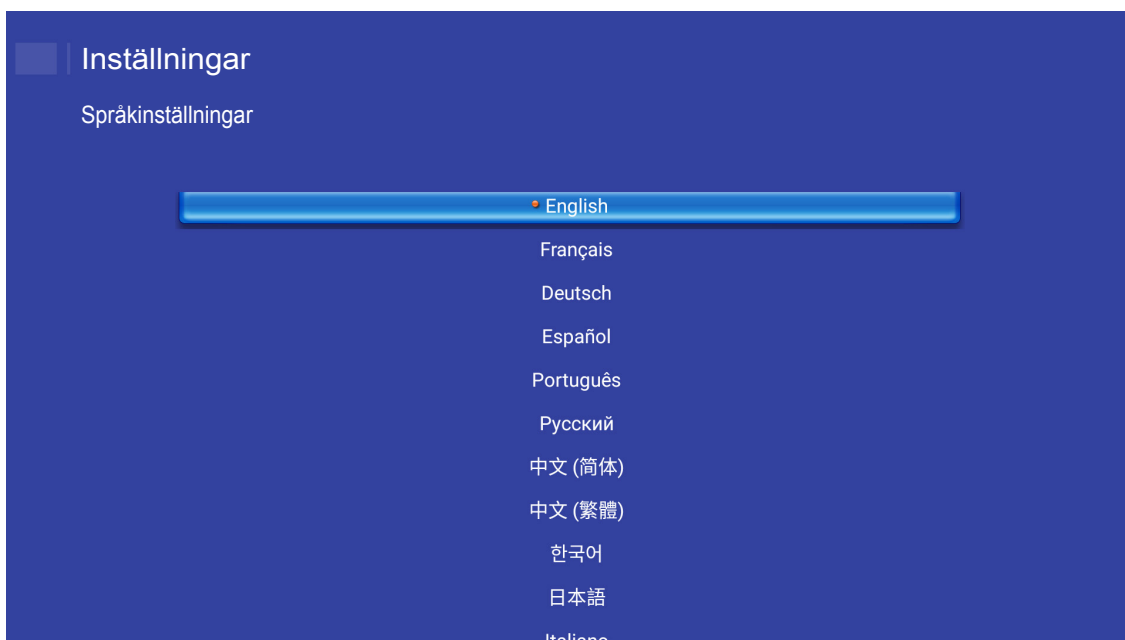 Inställningar
Språkinställningar
English
Français
Deutsch
Español
Português
Русский
中文 (简体)
中文 (繁體)
한국어
日本語